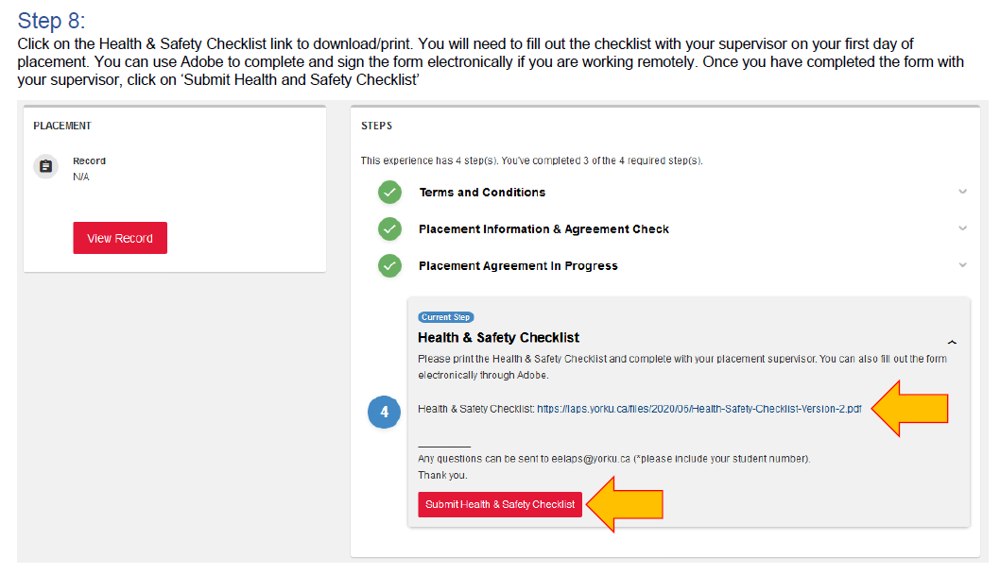 Step 8:
Click on the Health & Safety Checklist link to download/print. You will need to fill out the checklist with your supervisor on your first day of
placement. You can use Adobe to complete and sign the form electronically if you are working remotely. Once you have completed the form with
your supervisor, click on ‘Submit Health and Safety Checklist’
PLACEMENT
Record
N/A
View Record
STEPS
This experience has 4 step(s). You've completed 3 of the 4 required step(s).
Terms and Conditions
Placement Information & Agreement Check
Placement Agreement In Progress
Current Step
Health & Safety Checklist
Please print the Health & Safety Checklist and complete with your placement supervisor. You can also fill out the form
electronically through Adobe.
4
Health & Safety Checklist: https://laps.yorku.ca/files/2020/06/Health-Safety-Checklist-Version-2.pdf
Any questions can be sent to eelaps@yorku.ca (*please include your student number).
Thank you.
Submit Health & Safety Checklist